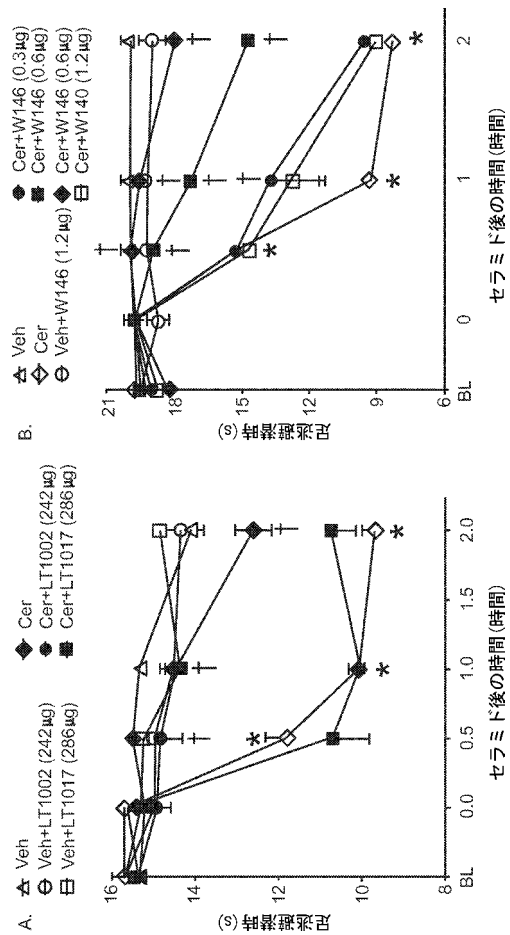 A.
Veh
Veh+LT1002 (242µg)
Veh+LT1017 (286µg)
Cer
Cer+LT1002 (242µg)
Cer+LT1017 (286µg)
足逃避潜時 (s)
16
14
12
10
8
BL
0.0
0.5
1.0
1.5
2.0
*
*
*
セラミド後の時間 (時間)
B.
Veh
Cer
Veh+W146 (1.2µg)
Cer+W146 (0.3µg)
Cer+W146 (0.6µg)
Cer+W146 (0.6µg)
Cer+W140 (1.2µg)
足逃避潜時 (s)
21
18
15
12
9
6
BL
0
1
2
*
*
*
セラミド後の時間 (時間)